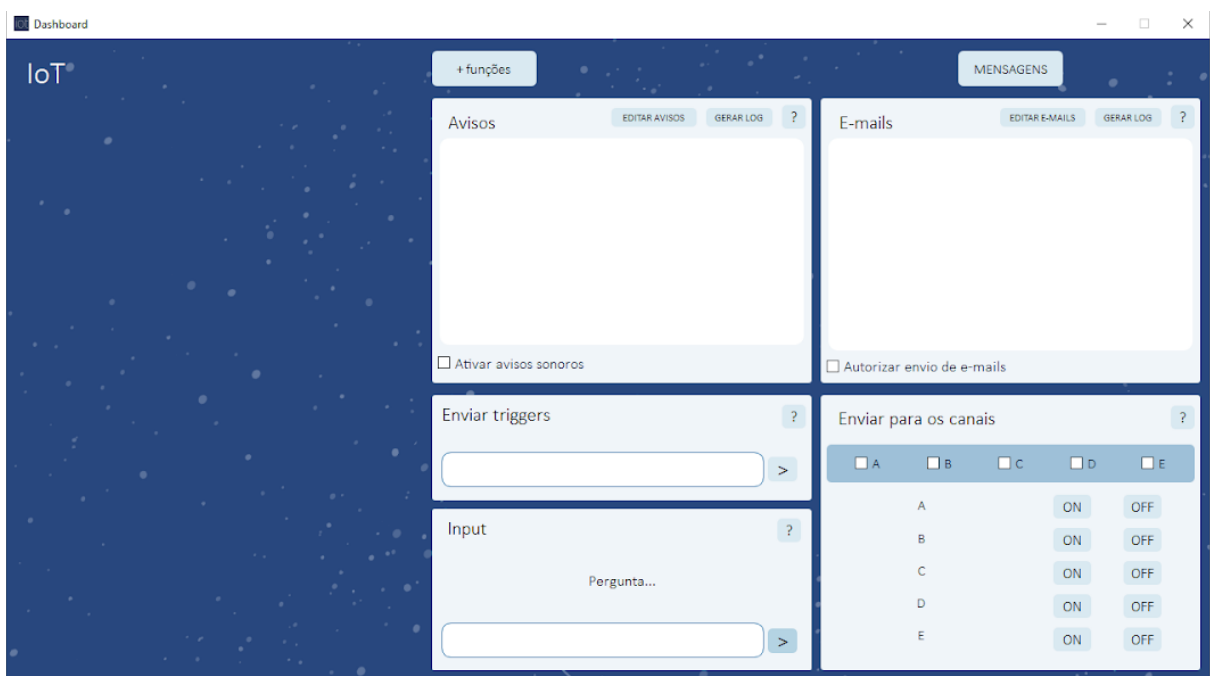 Dashboard
IoT
+ funções
MENSAGENS
Avisos
EDITAR AVISOS
GERAR LOG
?
Ativar avisos sonoros
E-mails
EDITAR E-MAILS
GERAR LOG
?
Autorizar envio de e-mails
Enviar triggers
?
>
Input
?
Pergunta...
>
Enviar para os canais
?
A B C D E
A ON OFF
B ON OFF
C ON OFF
D ON OFF
E ON OFF